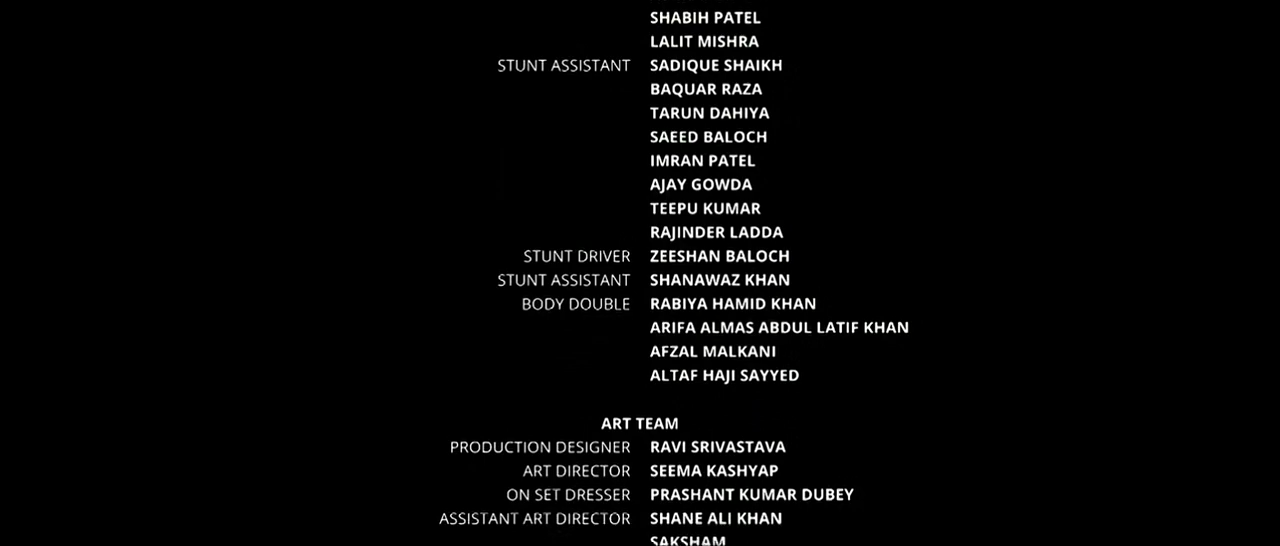 SHABIH PATEL
LALIT MISHRA
STUNT ASSISTANT SADIQUE SHAIKH
BAQUAR RAZA
TARUN DAHIYA
SAEED BALOCH
IMRAN PATEL
AJAY GOWDA
TEEPU KUMAR
RAJINDER LADDA
STUNT DRIVER ZEESHAN BALOCH
STUNT ASSISTANT SHANAWAZ KHAN
BODY DOUBLE RABIYA HAMID KHAN
ARIFA ALMAS ABDUL LATIF KHAN
AFZAL MALKANI
ALTAF HAJI SAYYED
ART TEAM
PRODUCTION DESIGNER RAVI SRIVASTAVA
ART DIRECTOR SEEMA KASHYAP
ON SET DRESSER PRASHANT KUMAR DUBEY
ASSISTANT ART DIRECTOR SHANE ALI KHAN
SAKSHAM